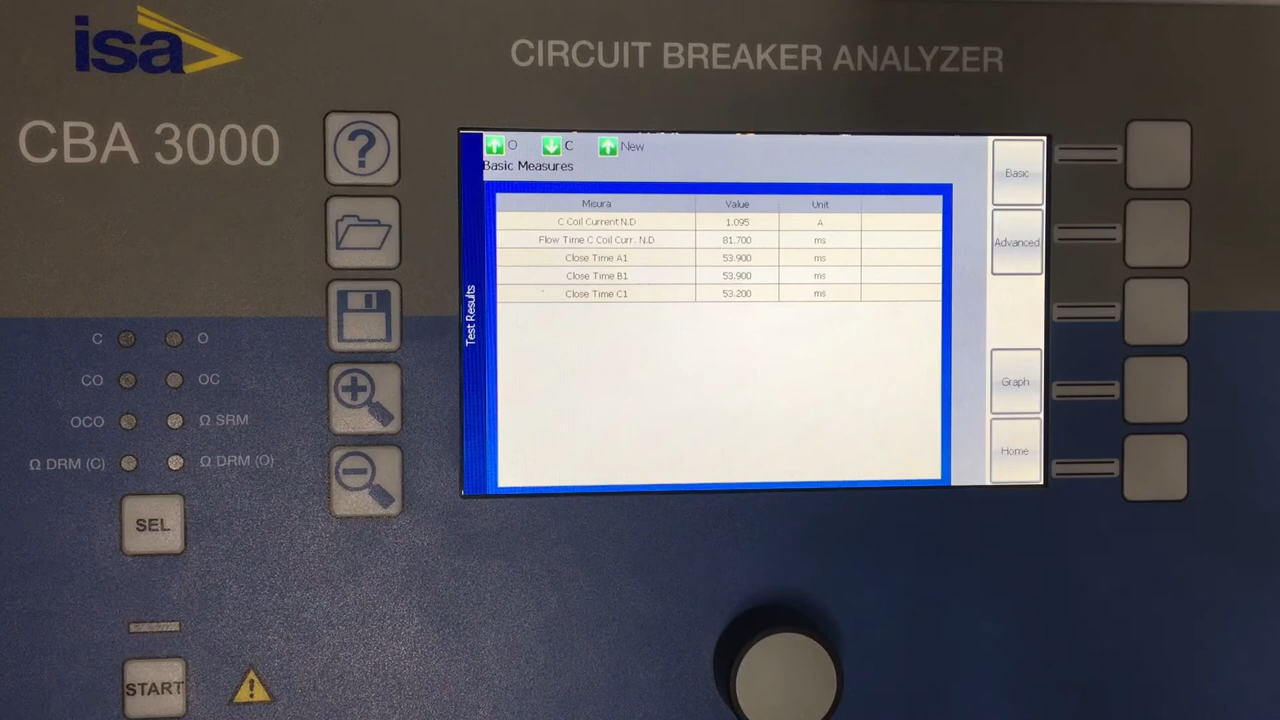 isa
CIRCUIT BREAKER ANALYZER
CBA 3000
?
O C New
Basic Measures
Misura Value Unit
C Coil Current N.D 1.095 A
Flow Time C Coil Curr. N.D 81.700 ms
Close Time A1 53.900 ms
Close Time B1 53.900 ms
Close Time C1 53.200 ms
Test Results
Basic
Advanced
Graph
Home
C O
CO OC
OCO Ω SRM
Ω DRM (C) Ω DRM (O)
SEL
START
!